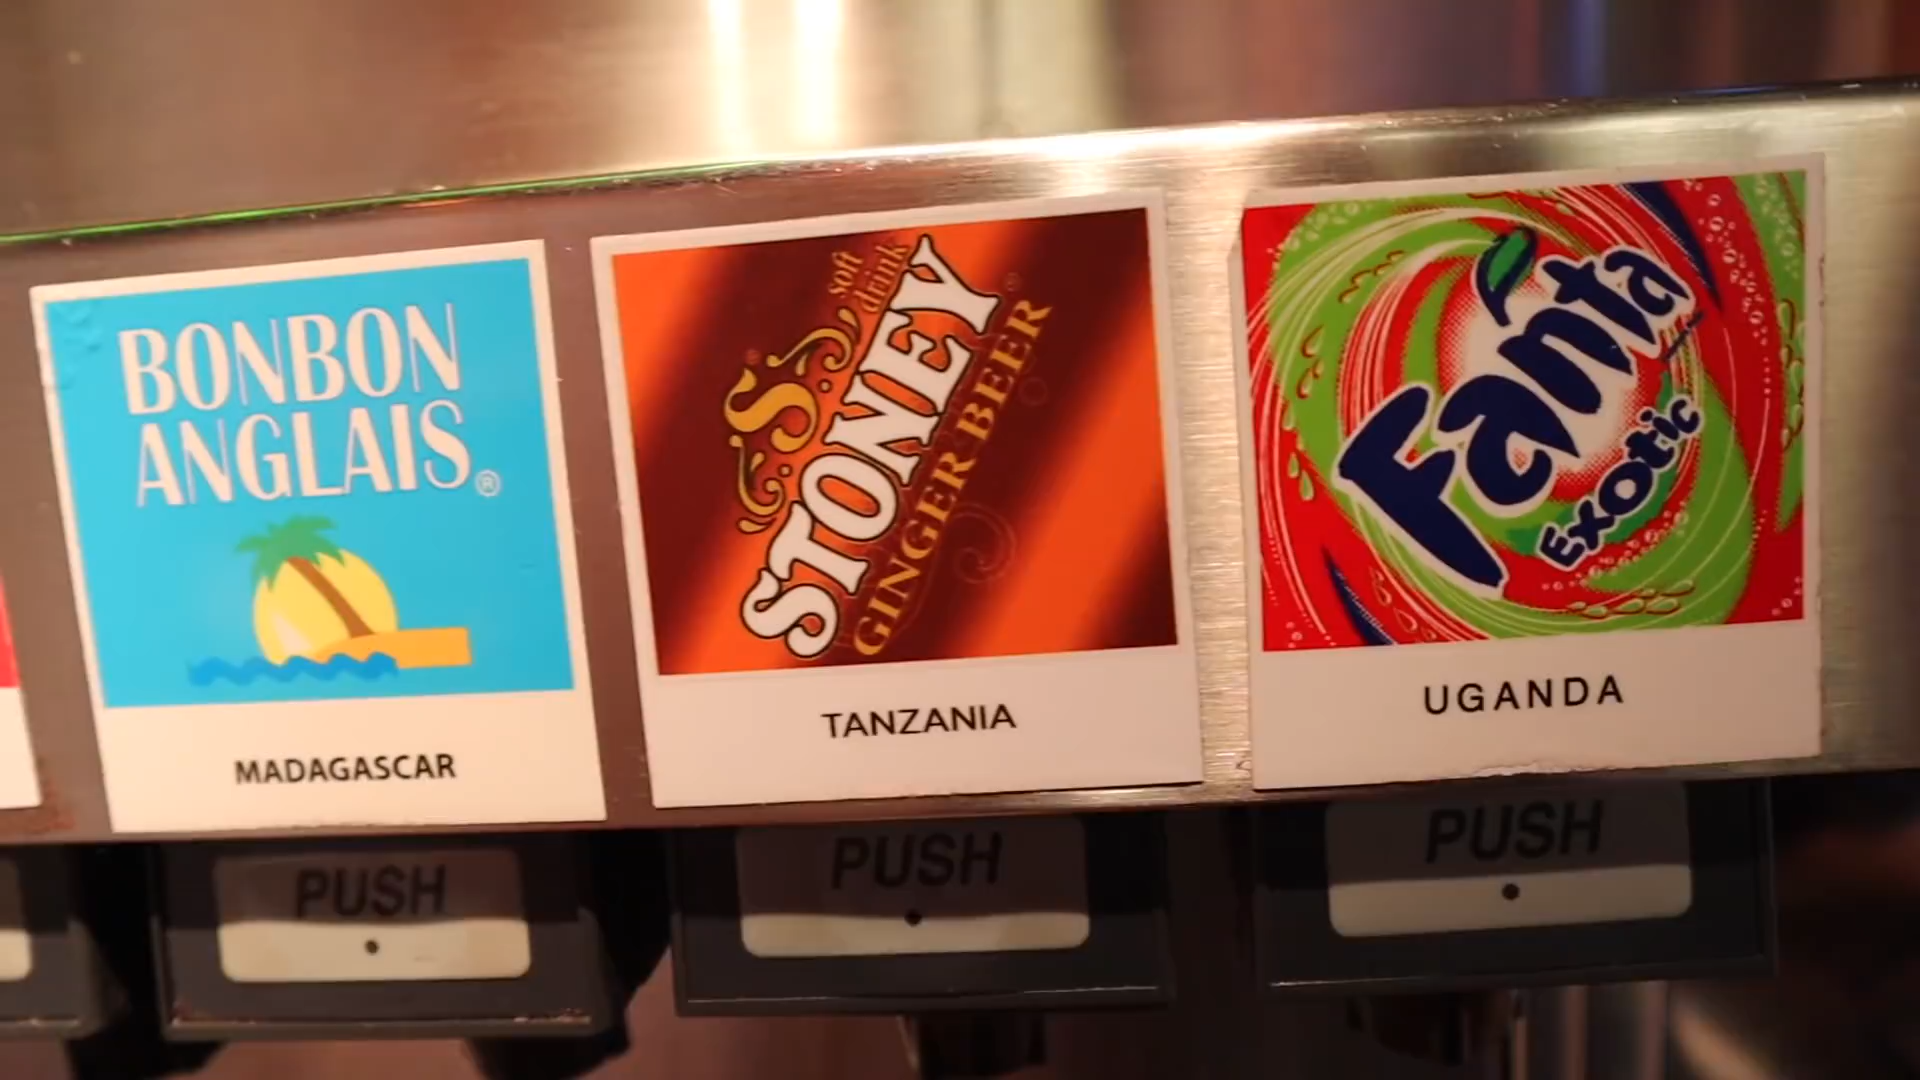 BONBON
ANGLAIS®
MADAGASCAR
PUSH
S
soft
drink
STONEY®
GINGER BEER
TANZANIA
PUSH
Fanta
Exotic
UGANDA
PUSH